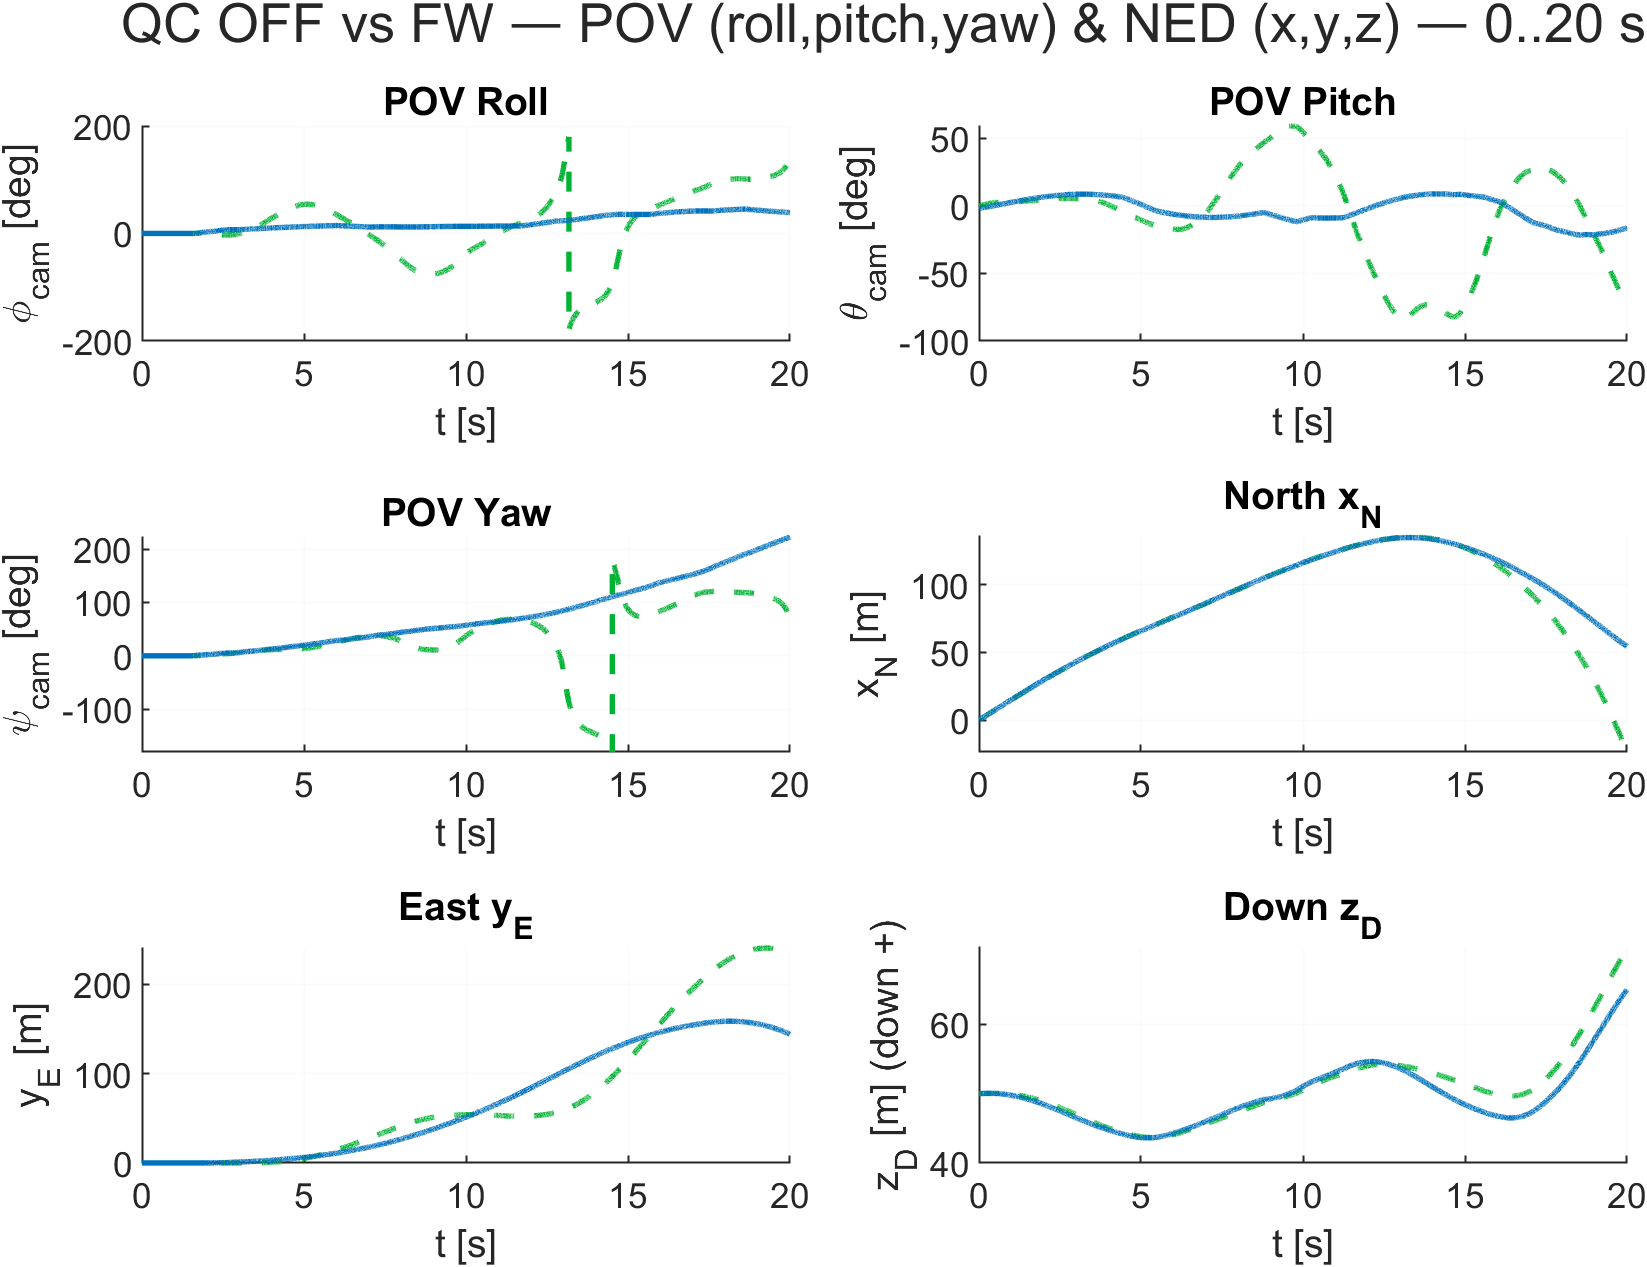 QC OFF vs FW — POV (roll,pitch,yaw) & NED (x,y,z) — 0..20 s
POV Roll
ϕcam [deg]
200
0
-200
0 5 10 15 20
t [s]
POV Pitch
θcam [deg]
50
0
-50
-100
0 5 10 15 20
t [s]
POV Yaw
ψcam [deg]
200
100
0
-100
0 5 10 15 20
t [s]
North xN
xN [m]
100
50
0
0 5 10 15 20
t [s]
East yE
yE [m]
200
100
0
0 5 10 15 20
t [s]
Down zD
zD [m] (down +)
60
40
0 5 10 15 20
t [s]